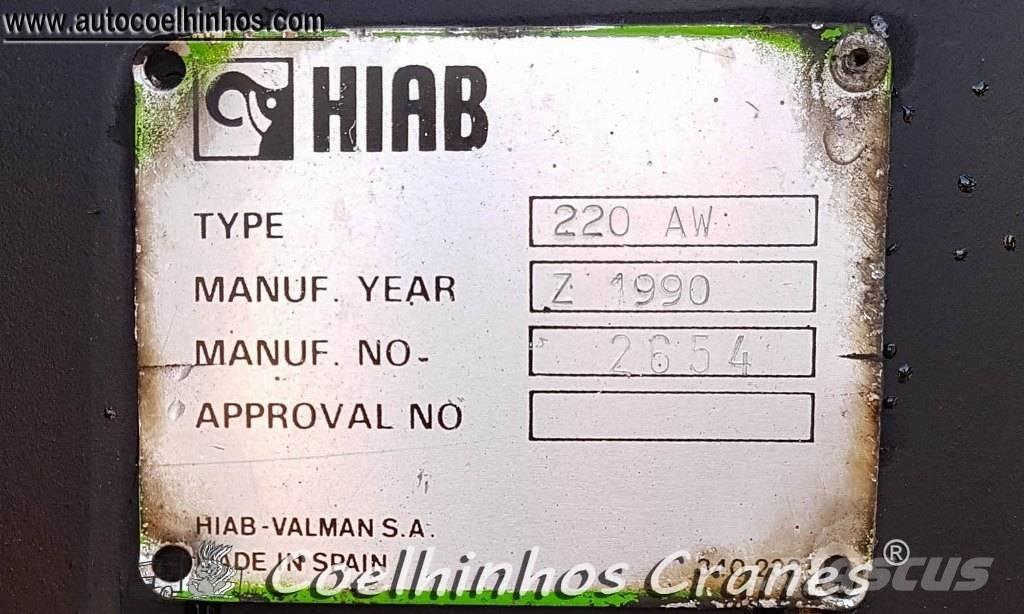 www.autocoelhinhos.com
HIAB
TYPE 220 AW
MANUF. YEAR Z 1990
MANUF. NO- 2654
APPROVAL NO
HIAB-VALMAN S.A.
MADE IN SPAIN
Coelhinhos Cranes®